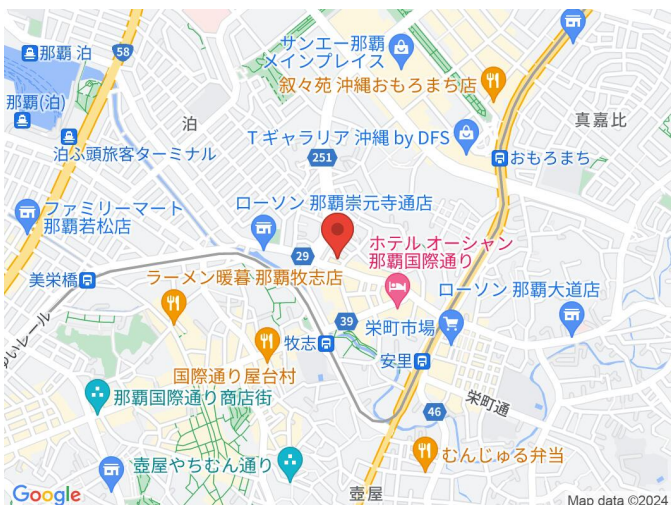 那覇 泊
58
サンエー那覇
メインプレイス
叙々苑 沖縄おもろまち店
那覇(泊)
泊
真嘉比
泊ふ頭旅客ターミナル
Tギャラリア 沖縄 by DFS
251
おもろまち
ファミリーマート
那覇若松店
ローソン 那覇崇元寺通店
29
ホテル オーシャン
那覇国際通り
美栄橋
ラーメン暖暮 那覇牧志店
ローソン 那覇大道店
ゆいレール
39
栄町市場
牧志
安里
国際通り屋台村
那覇国際通り商店街
栄町通
46
壺屋やちむん通り
むんじゅる弁当
壺屋
Google
Map data ©2024